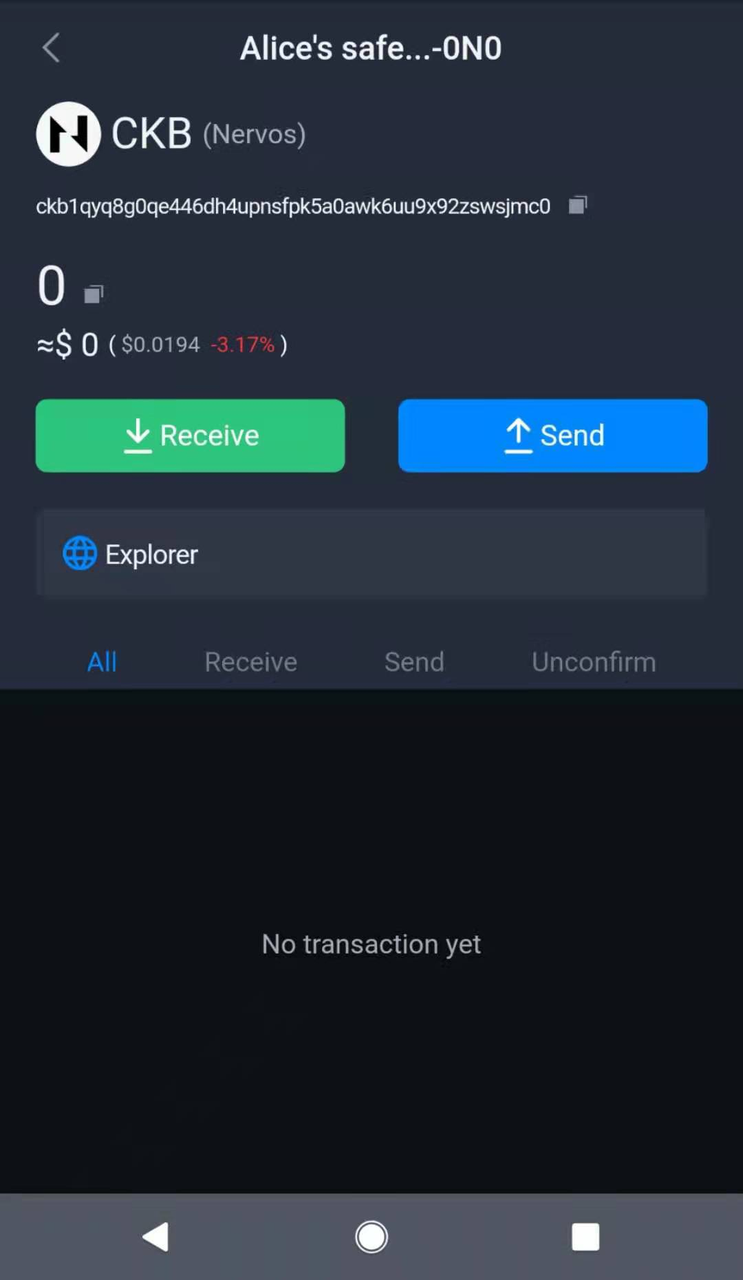 Alice's safe...-0N0
CKB (Nervos)
ckb1qyq8g0qe446dh4upnsfpk5a0awk6uu9x92zswsjmc0
0
≈$ 0 ( $0.0194 -3.17% )
Receive Send
Explorer
All Receive Send Unconfirm
No transaction yet